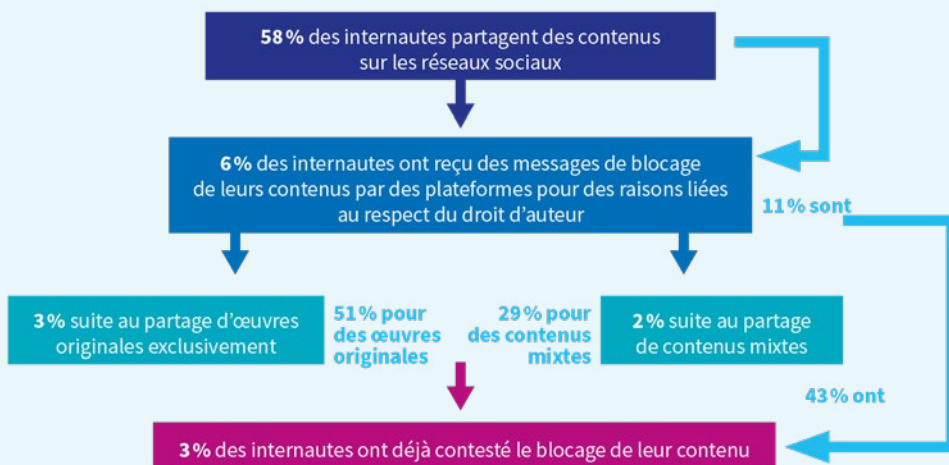 58 % des internautes partagent des contenus
sur les réseaux sociaux
6 % des internautes ont reçu des messages de blocage
de leurs contenus par des plateformes pour des raisons liées
au respect du droit d’auteur
11 % sont
3 % suite au partage d’œuvres
originales exclusivement
51 % pour
des œuvres
originales
29 % pour
des contenus
mixtes
2 % suite au partage
de contenus mixtes
43 % ont
3 % des internautes ont déjà contesté le blocage de leur contenu